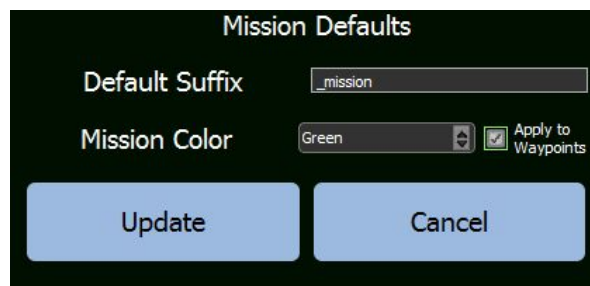 Mission Defaults
Default Suffix _mission
Mission Color Green Apply to
Waypoints
Update Cancel